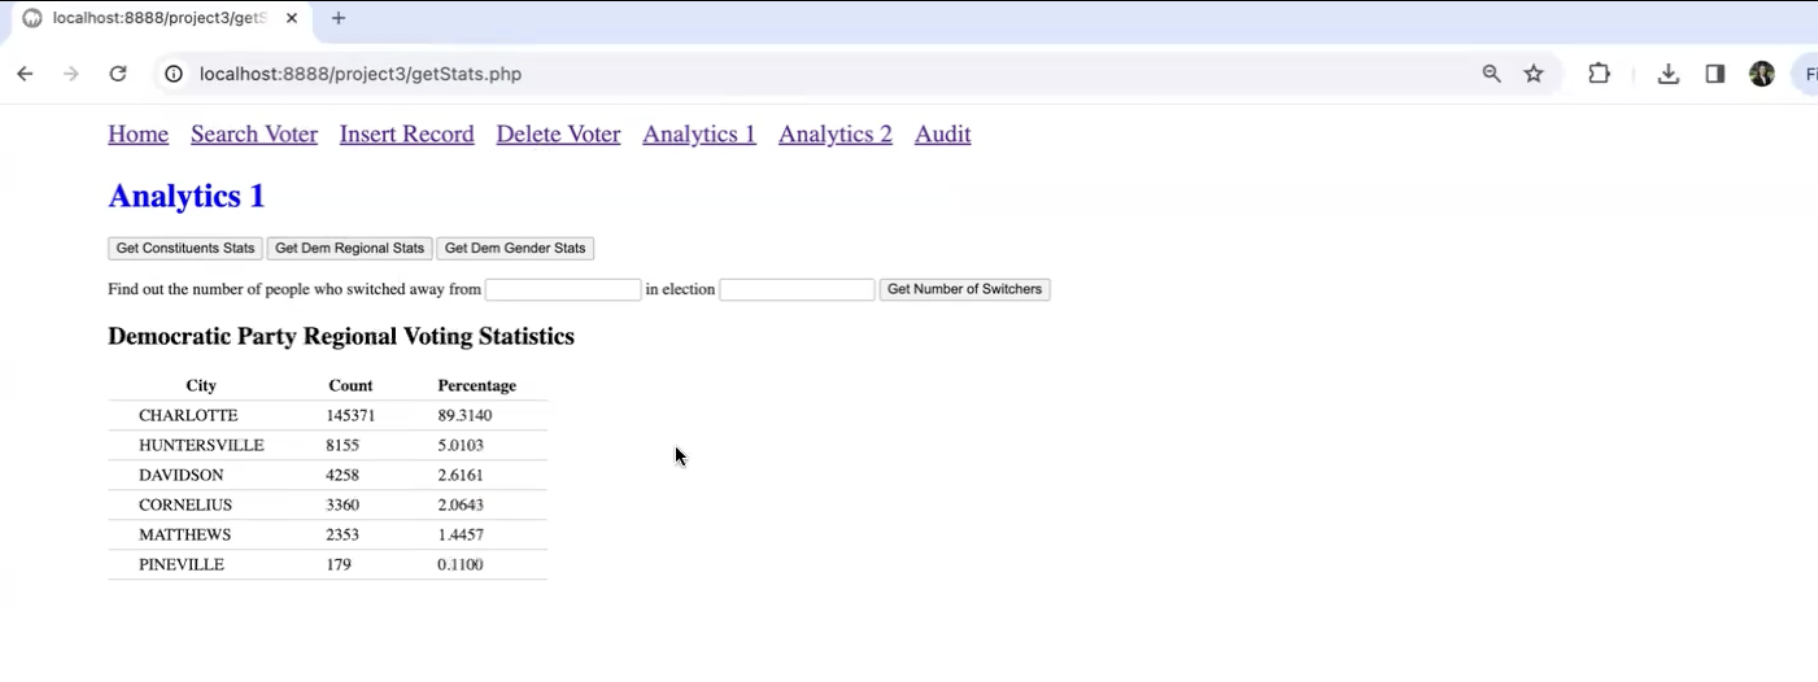 localhost:8888/project3/getS
localhost:8888/project3/getStats.php
Home Search Voter Insert Record Delete Voter Analytics 1 Analytics 2 Audit
Analytics 1
Get Constituents Stats Get Dem Regional Stats Get Dem Gender Stats
Find out the number of people who switched away from in election Get Number of Switchers
Democratic Party Regional Voting Statistics
City Count Percentage
CHARLOTTE 145371 89.3140
HUNTERSVILLE 8155 5.0103
DAVIDSON 4258 2.6161
CORNELIUS 3360 2.0643
MATTHEWS 2353 1.4457
PINEVILLE 179 0.1100